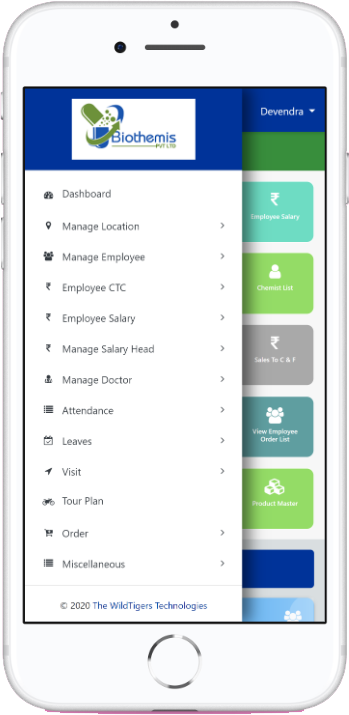 Biothemis
PVT LTD
Devendra
Dashboard
Manage Location
Manage Employee
Employee CTC
Employee Salary
Manage Salary Head
Manage Doctor
Attendance
Leaves
Visit
Tour Plan
Order
Miscellaneous
© 2020 The WildTigers Technologies
₹
Employee Salary
Chemist List
₹
Sales To C & F
View Employee
Order List
Product Master